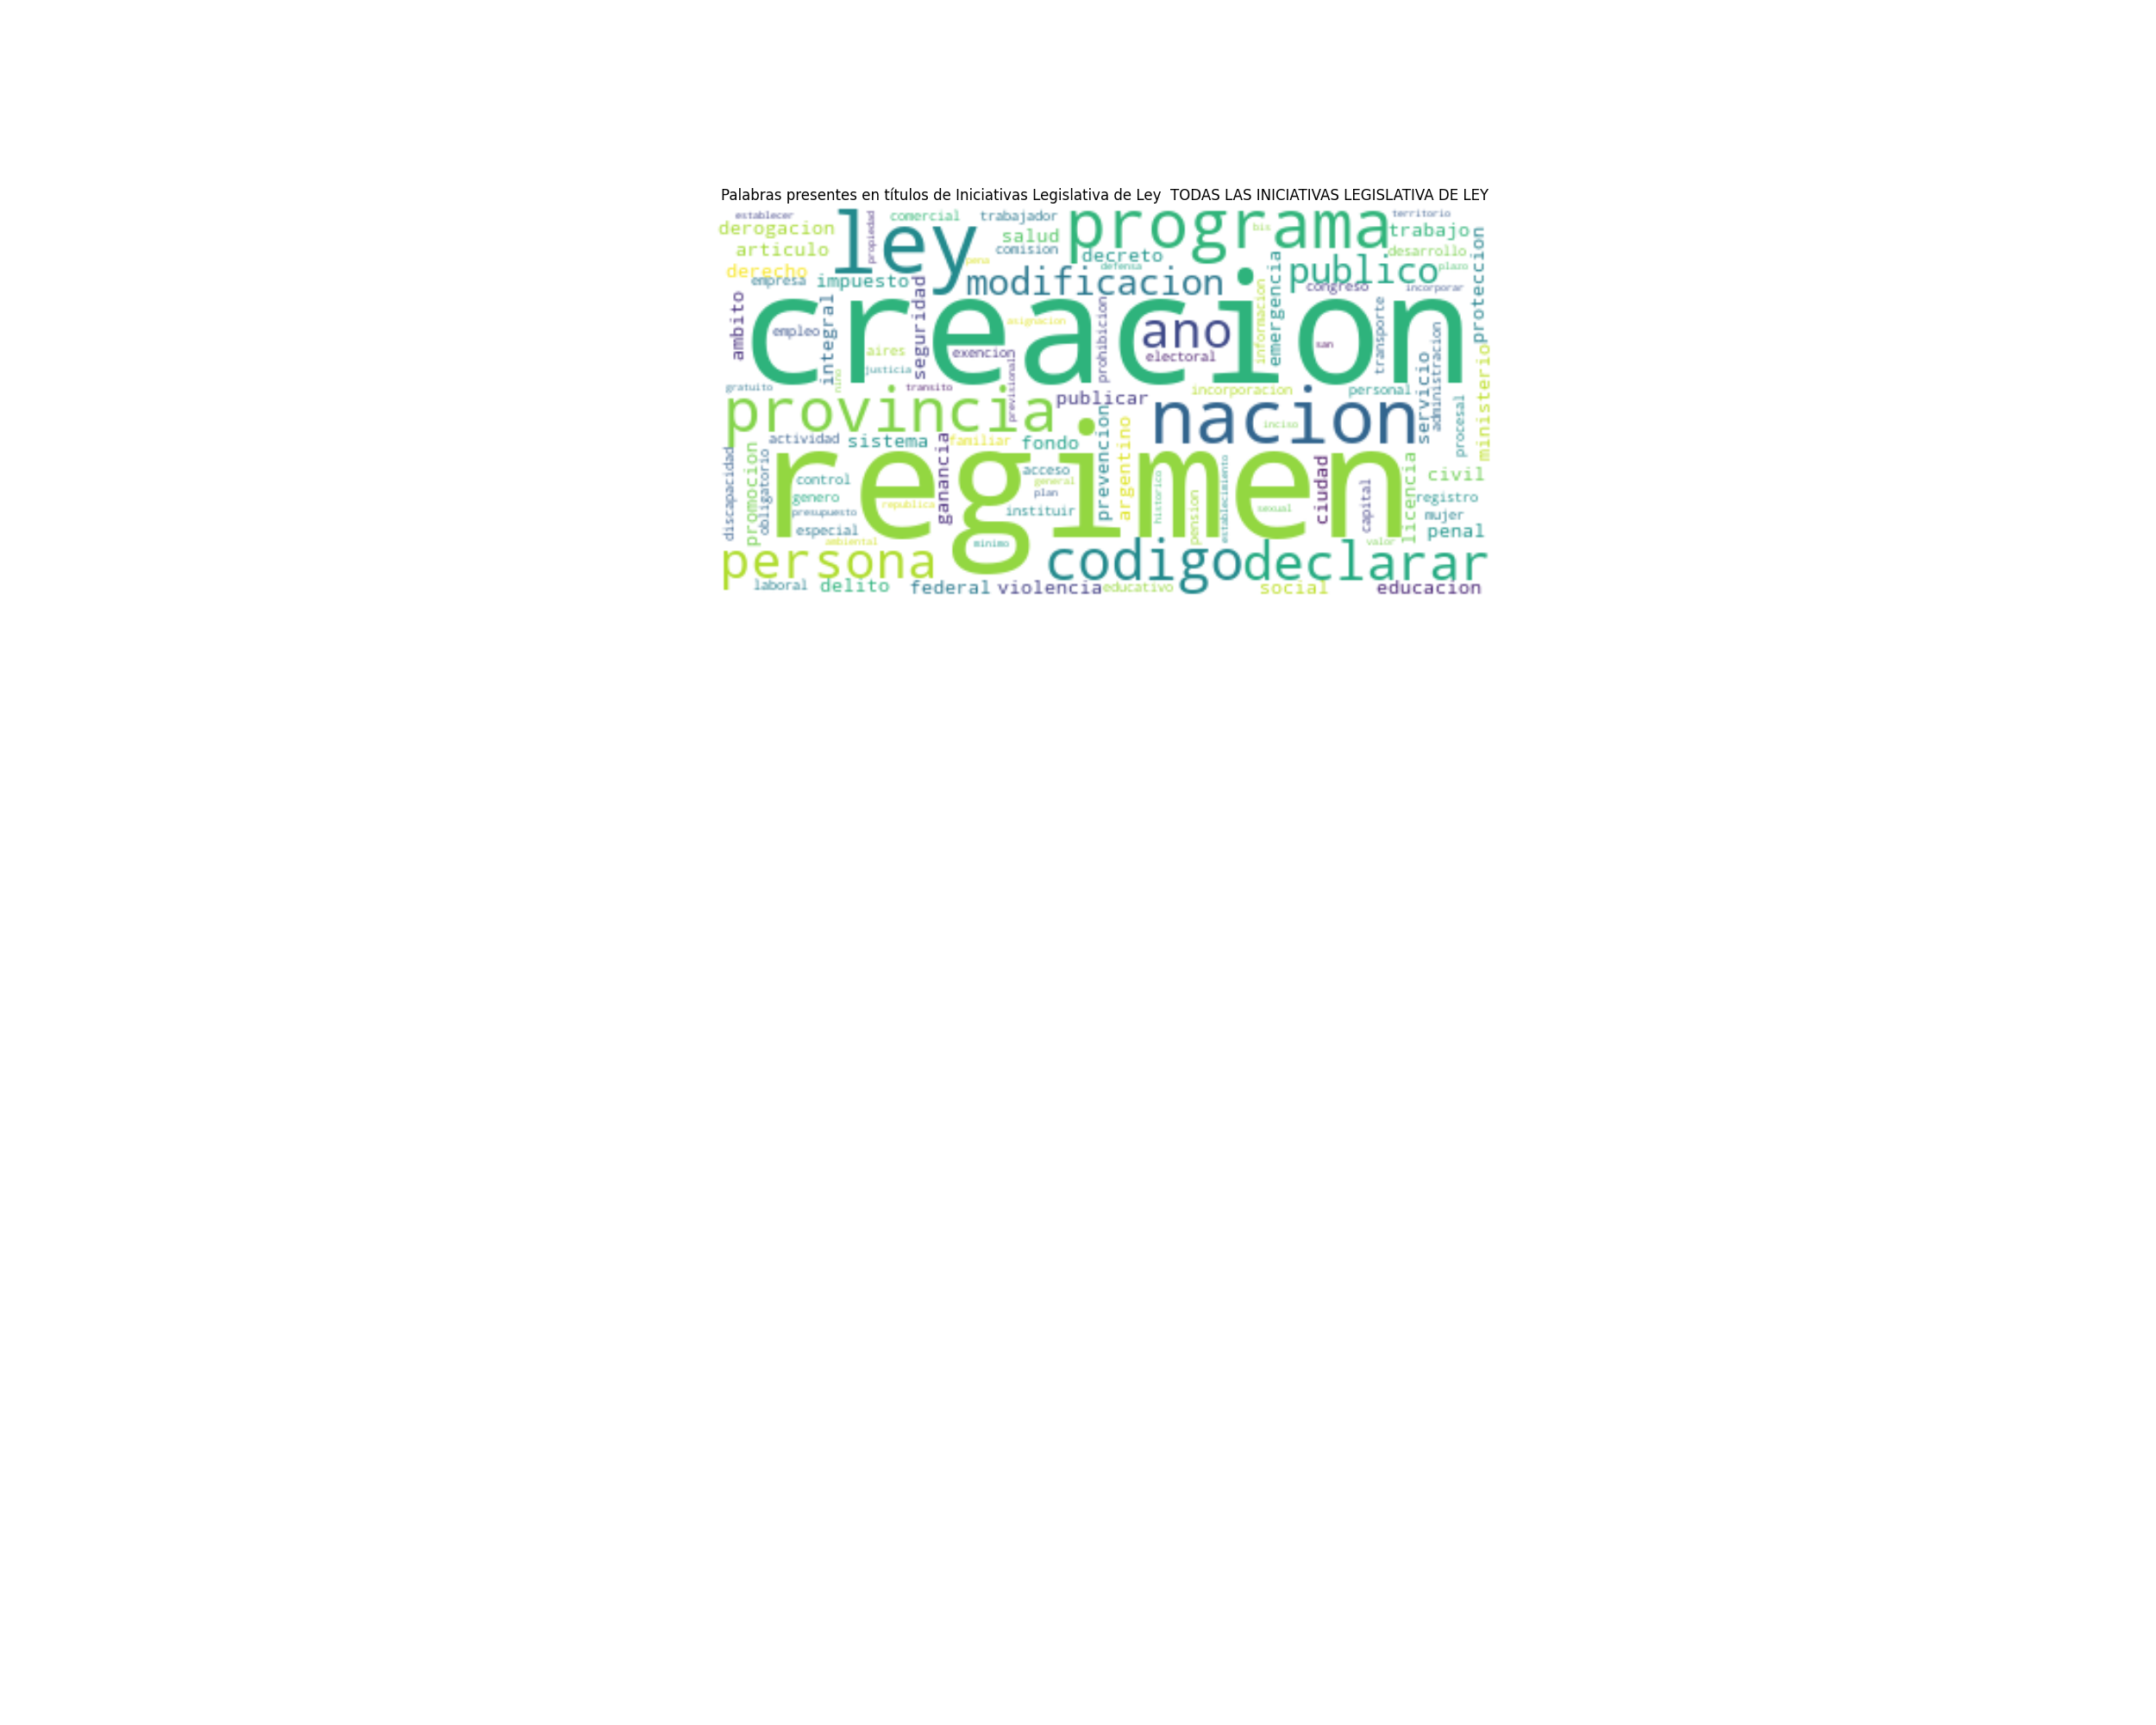 Palabras presentes en títulos de Iniciativas Legislativa de Ley  TODAS LAS INICIATIVAS LEGISLATIVA DE LEY
establecer
propiedad
comercial
trabajador
programa
bis
territorio
derogacion
ley
salud
trabajo
proteccion
articulo
comision
decreto
desarrollo
derecho
pena
defensa
publico
plazo
empresa
impuesto
modificacion
emergencia
congreso
incorporar
ambito
integral
seguridad
creacion
asignacion
prohibicion
ano
informacion
transporte
empleo
san
aires
exencion
electoral
servicio
administracion
ministerio
justicia
previsional
gratuito
nino
transito
incorporacion
personal
provincia
publicar
nacion
procesal
inciso
actividad
sistema
familiar
fondo
prevencion
argentino
discapacidad
promocion
obligatorio
regimen
ganancia
acceso
control
general
historico
establecimiento
ciudad
licencia
civil
genero
plan
pension
capital
registro
republica
presupuesto
instituir
sexual
mujer
especial
penal
ambiental
minimo
valor
persona
codigo
declarar
laboral
delito
federal
violencia
educativo
social
educacion